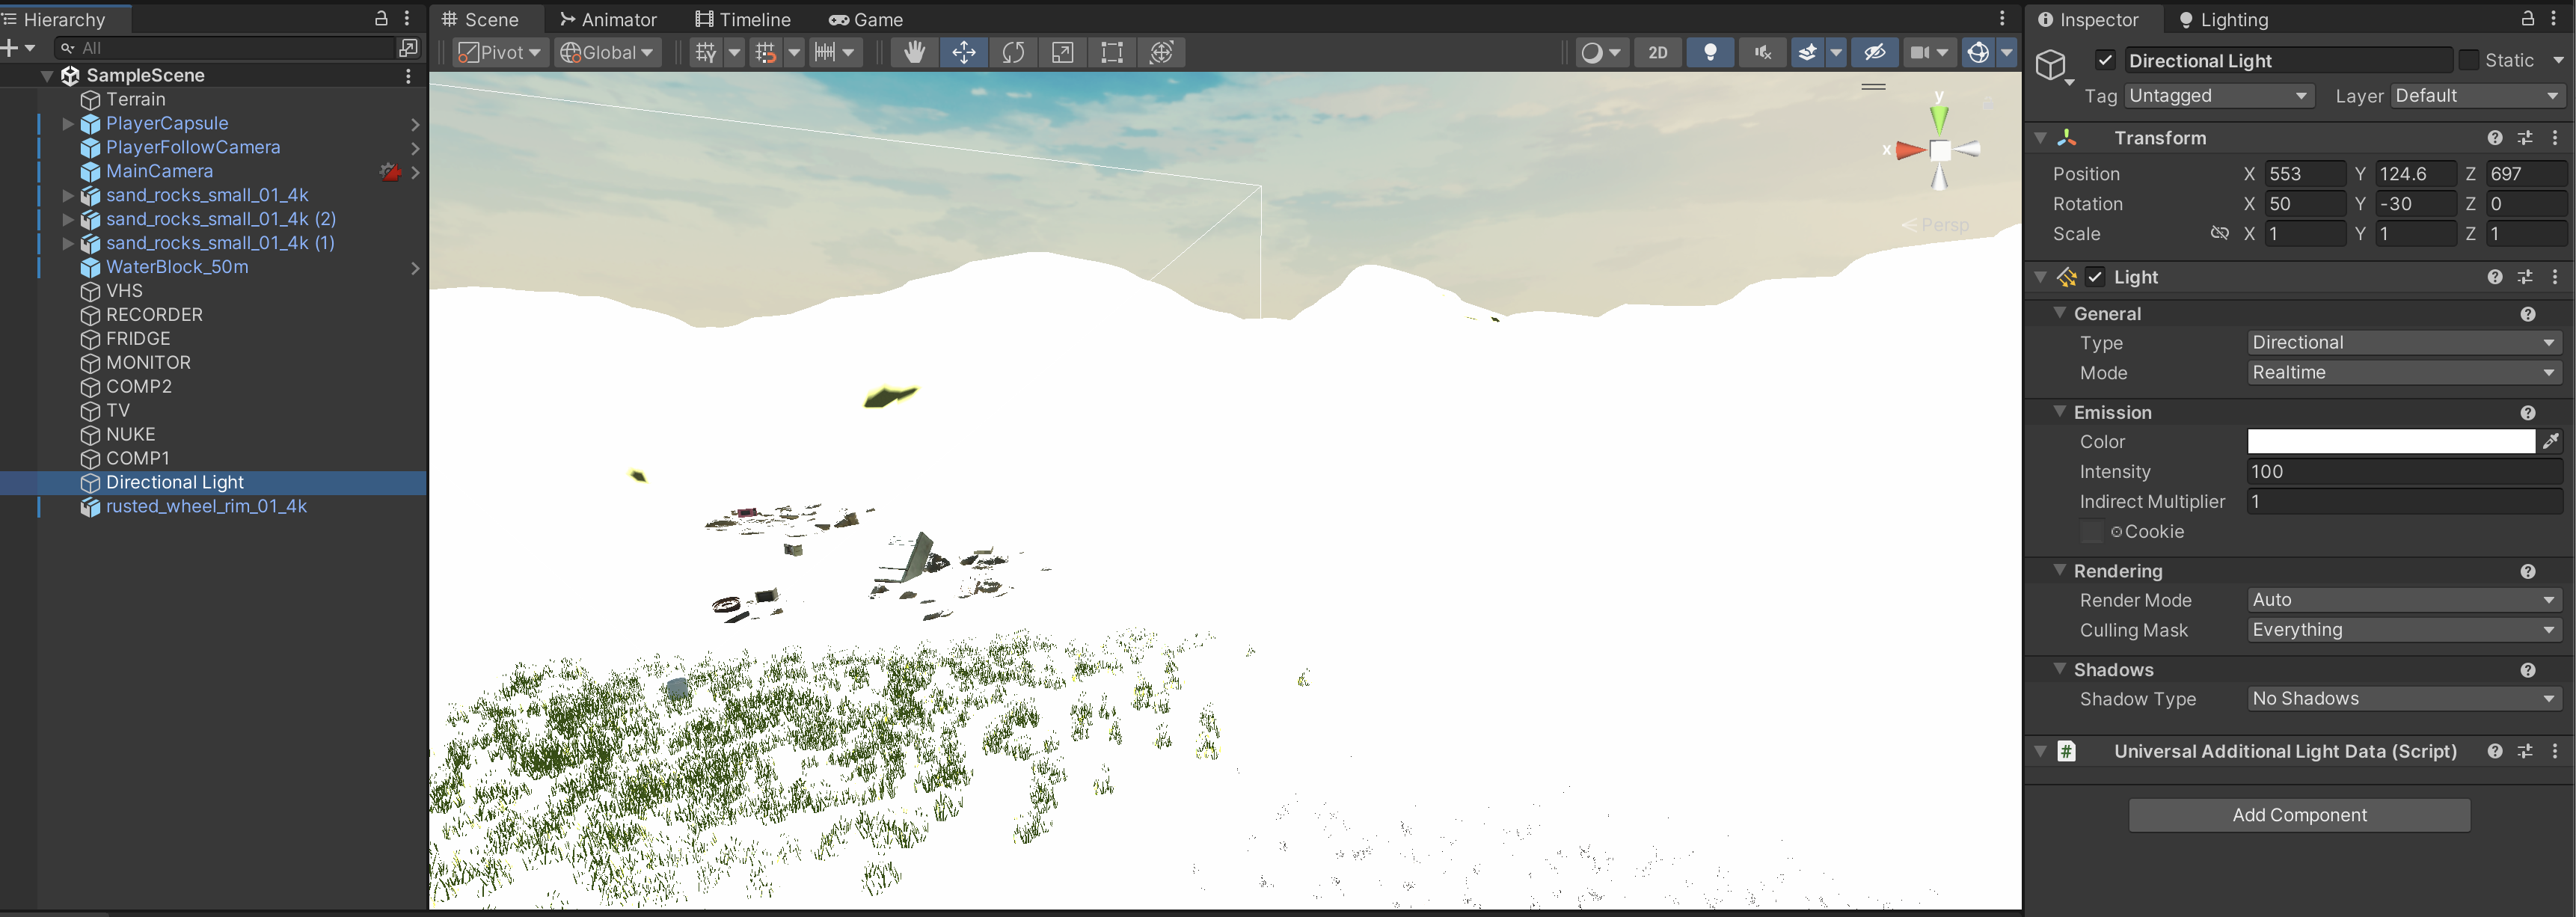 Hierarchy
All
SampleScene
Terrain
PlayerCapsule
PlayerFollowCamera
MainCamera
sand_rocks_small_01_4k
sand_rocks_small_01_4k (2)
sand_rocks_small_01_4k (1)
WaterBlock_50m
VHS
RECORDER
FRIDGE
MONITOR
COMP2
TV
NUKE
COMP1
Directional Light
rusted_wheel_rim_01_4k
Scene Animator Timeline Game
Pivot Global 2D
y
x
Persp
Inspector Lighting
Directional Light Static
Tag Untagged Layer Default
Transform
Position X 553 Y 124.6 Z 697
Rotation X 50 Y -30 Z 0
Scale X 1 Y 1 Z 1
Light
General
Type Directional
Mode Realtime
Emission
Color
Intensity 100
Indirect Multiplier 1
Cookie
Rendering
Render Mode Auto
Culling Mask Everything
Shadows
Shadow Type No Shadows
# Universal Additional Light Data (Script)
Add Component